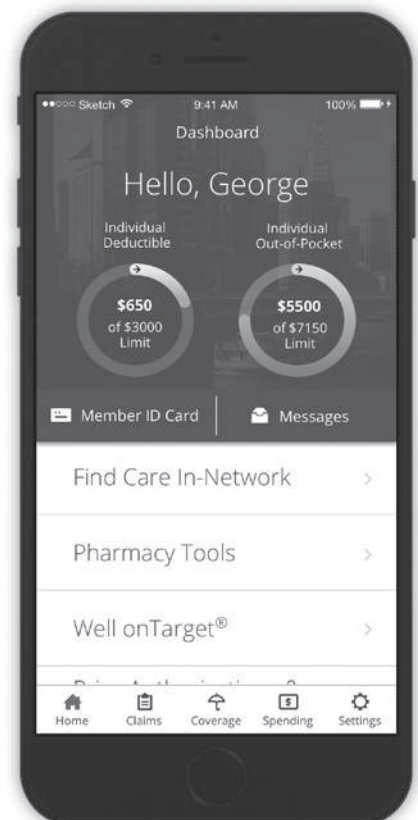 Sketch 9:41 AM 100%
Dashboard
Hello, George
Individual
Deductible
Individual
Out-of-Pocket
$650
of $3000
Limit
$5500
of $7150
Limit
Member ID Card
Messages
Find Care In-Network
Pharmacy Tools
Well onTarget®
Home Claims Coverage Spending Settings